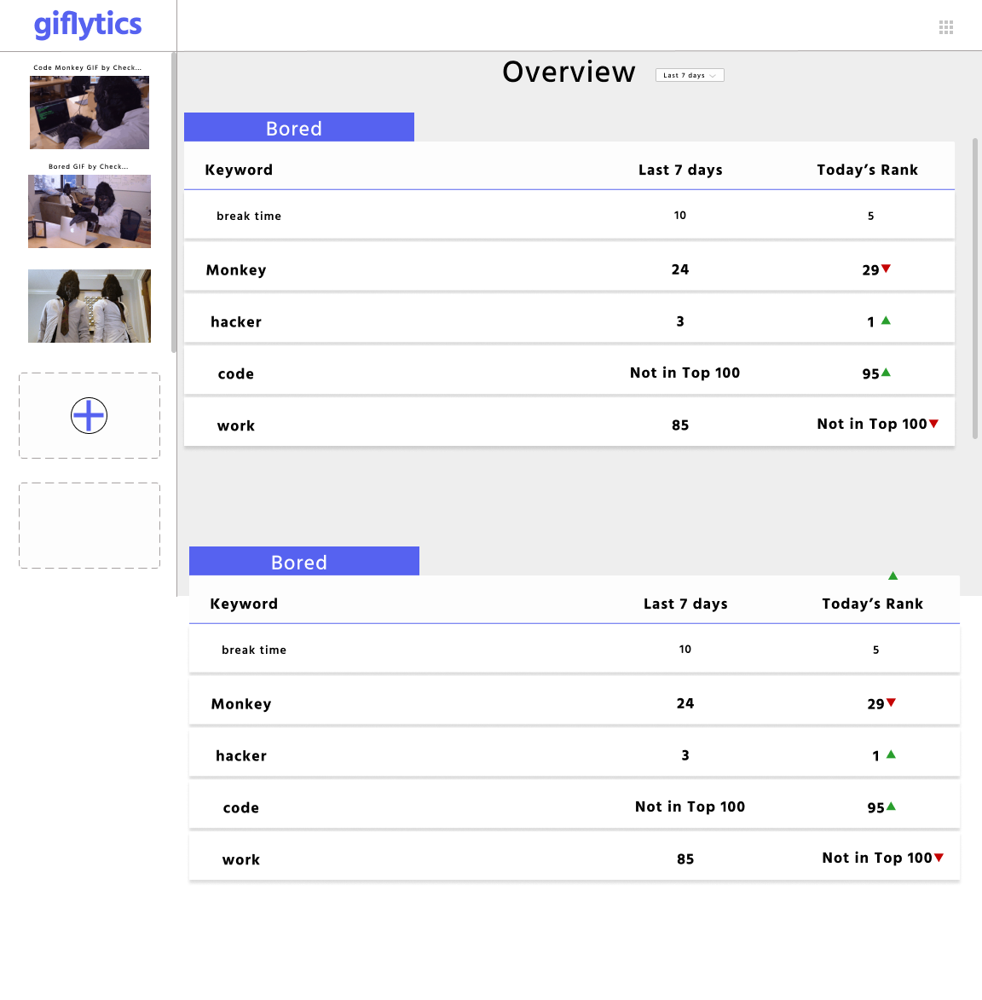 giflytics
Code Monkey GIF by Check...
Bored GIF by Check...
Overview
Last 7 days
Bored
Keyword Last 7 days Today’s Rank
break time 10 5
Monkey 24 29
hacker 3 1
code Not in Top 100 95
work 85 Not in Top 100
Bored
Keyword Last 7 days Today’s Rank
break time 10 5
Monkey 24 29
hacker 3 1
code Not in Top 100 95
work 85 Not in Top 100